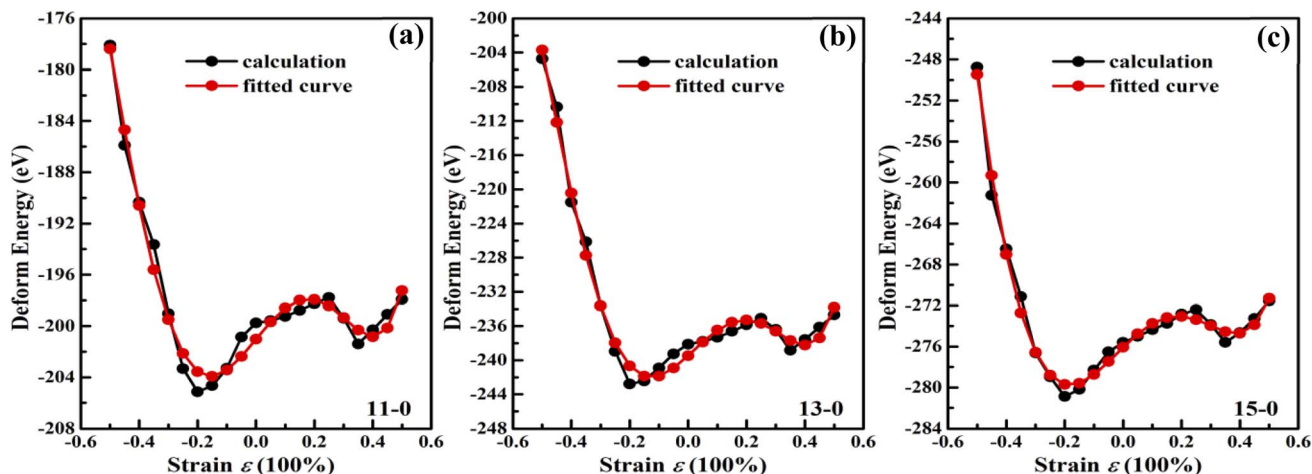 (a)
calculation
fitted curve
Deform Energy (eV)
-176
-180
-184
-188
-192
-196
-200
-204
-208
11-0
-0.6 -0.4 -0.2 0.0 0.2 0.4 0.6
Strain ε (100%)
(b)
calculation
fitted curve
Deform Energy (eV)
-200
-204
-208
-212
-216
-220
-224
-228
-232
-236
-240
-244
-248
13-0
-0.6 -0.4 -0.2 0.0 0.2 0.4 0.6
Strain ε (100%)
(c)
calculation
fitted curve
Deform Energy (eV)
-244
-248
-252
-256
-260
-264
-268
-272
-276
-280
-284
15-0
-0.6 -0.4 -0.2 0.0 0.2 0.4 0.6
Strain ε (100%)